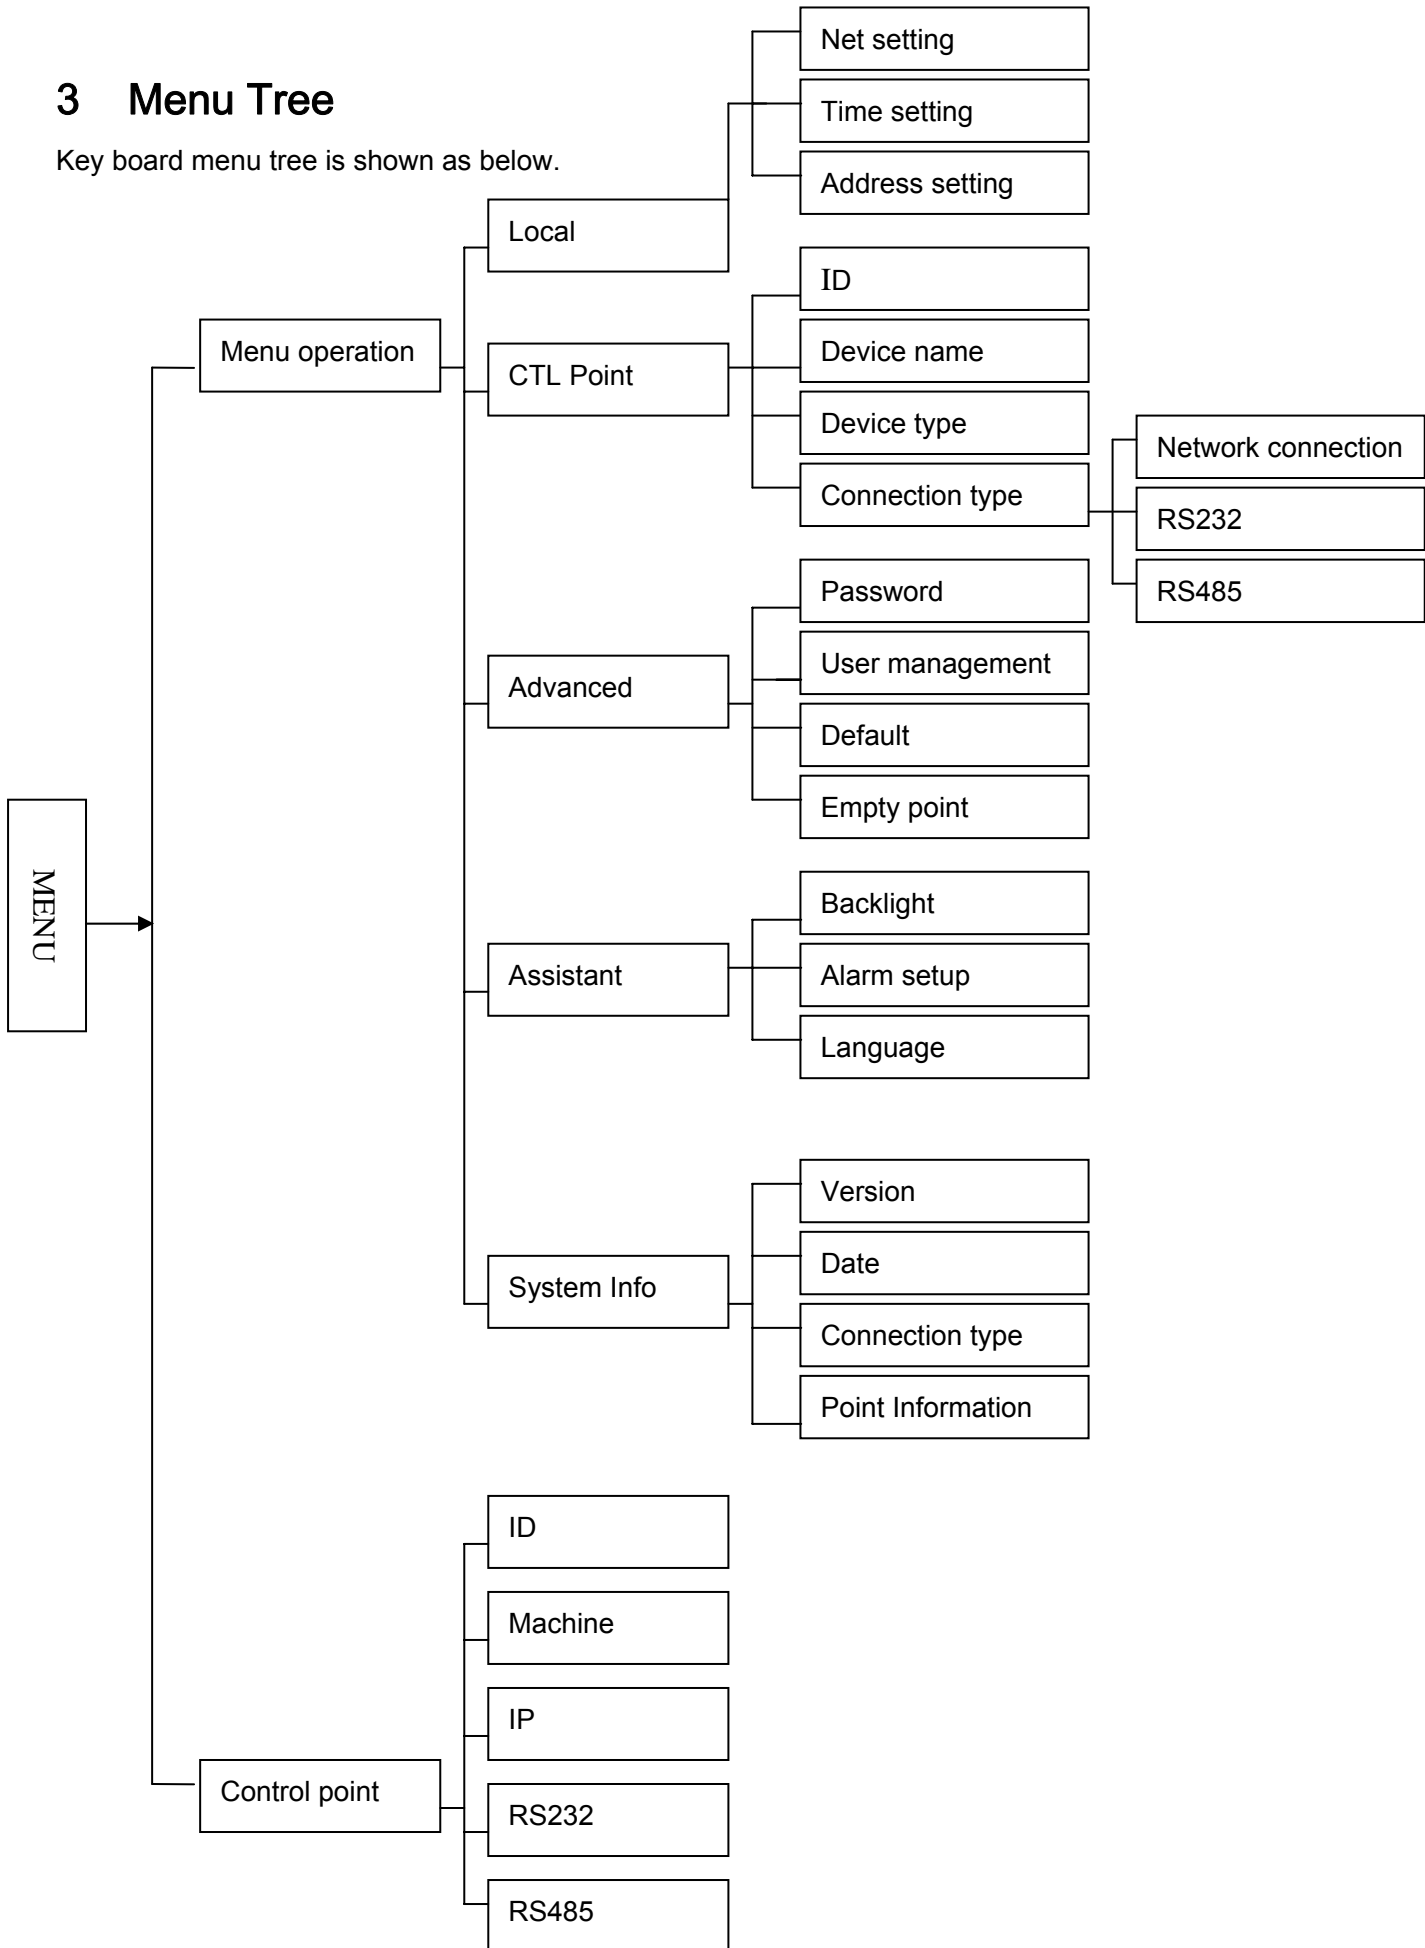 3 Menu Tree
Key board menu tree is shown as below.
MENU
Menu operation
Local
Net setting
Time setting
Address setting
CTL Point
ID
Device name
Device type
Connection type
Network connection
RS232
RS485
Advanced
Password
User management
Default
Empty point
Assistant
Backlight
Alarm setup
Language
System Info
Version
Date
Connection type
Point Information
Control point
ID
Machine
IP
RS232
RS485